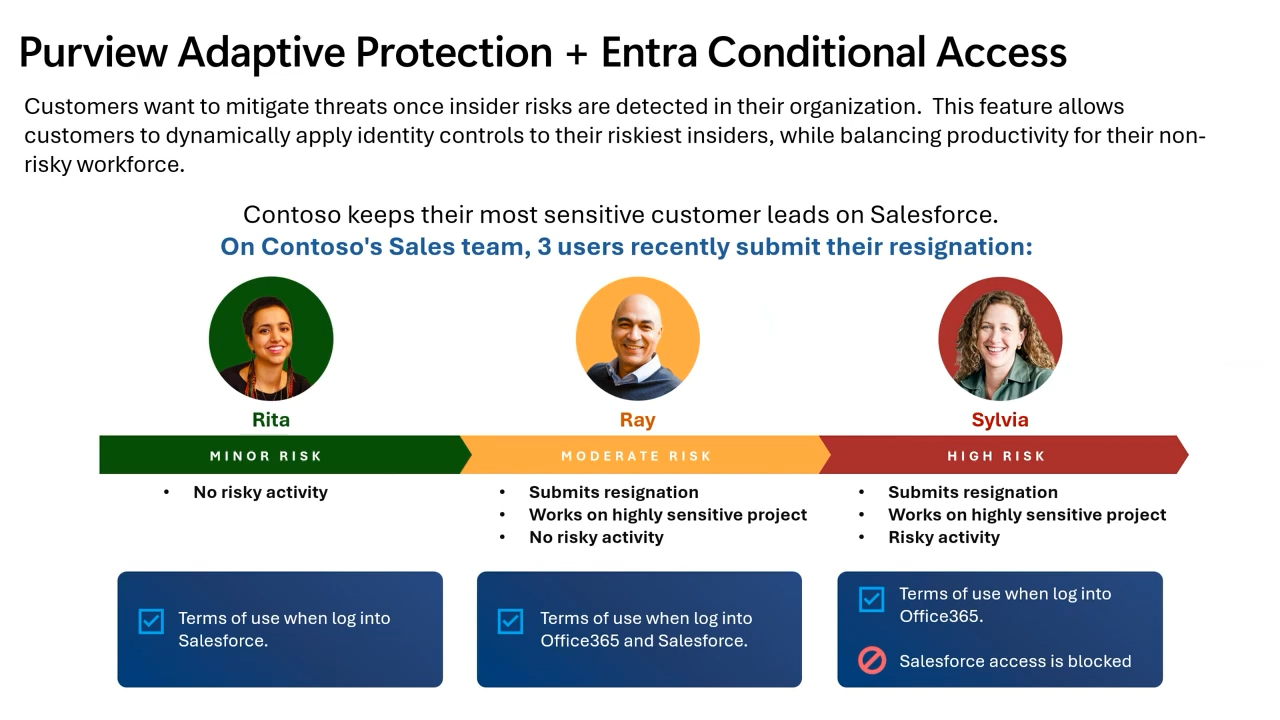 Purview Adaptive Protection + Entra Conditional Access
Customers want to mitigate threats once insider risks are detected in their organization.  This feature allows
customers to dynamically apply identity controls to their riskiest insiders, while balancing productivity for their non-
risky workforce.
Contoso keeps their most sensitive customer leads on Salesforce.
On Contoso's Sales team, 3 users recently submit their resignation:
Rita
Ray
Sylvia
MINOR RISK
MODERATE RISK
HIGH RISK
• No risky activity
• Submits resignation
• Works on highly sensitive project
• No risky activity
• Submits resignation
• Works on highly sensitive project
• Risky activity
Terms of use when log into
Salesforce.
Terms of use when log into
Office365 and Salesforce.
Terms of use when log into
Office365.
Salesforce access is blocked